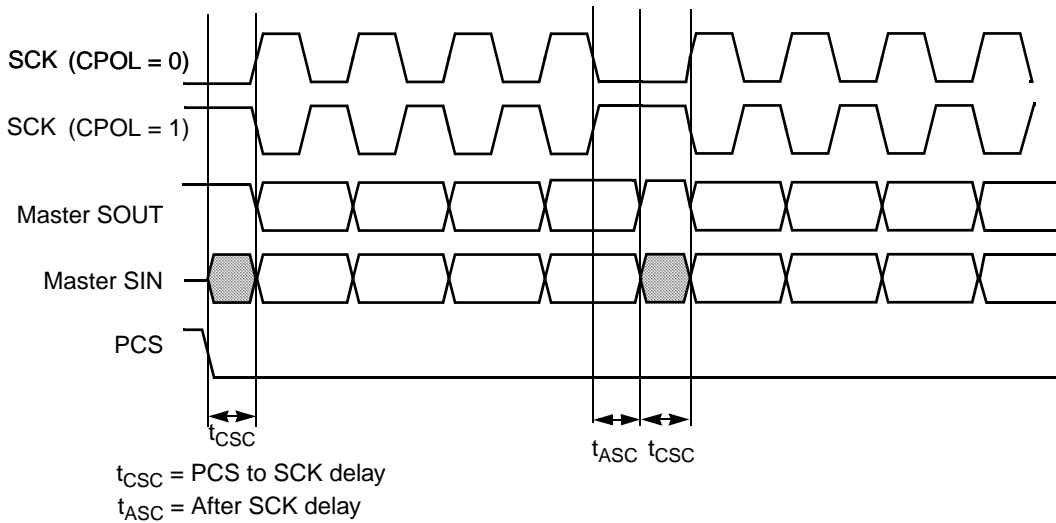 SCK (CPOL = 0)
SCK (CPOL = 1)
Master SOUT
Master SIN
PCS
tCSC
tASC
tCSC
tCSC = PCS to SCK delay
tASC = After SCK delay